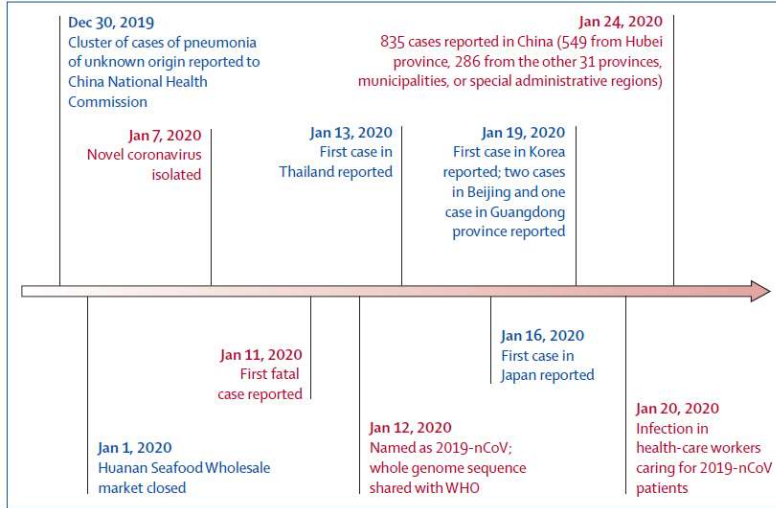 Dec 30, 2019
Cluster of cases of pneumonia
of unknown origin reported to
China National Health
Commission
Jan 24, 2020
835 cases reported in China (549 from Hubei
province, 286 from the other 31 provinces,
municipalities, or special administrative regions)
Jan 7, 2020
Novel coronavirus
isolated
Jan 13, 2020
First case in
Thailand reported
Jan 19, 2020
First case in Korea
reported; two cases
in Beijing and one
case in Guangdong
province reported
Jan 11, 2020
First fatal
case reported
Jan 16, 2020
First case in
Japan reported
Jan 1, 2020
Huanan Seafood Wholesale
market closed
Jan 12, 2020
Named as 2019-nCoV;
whole genome sequence
shared with WHO
Jan 20, 2020
Infection in
health-care workers
caring for 2019-nCoV
patients